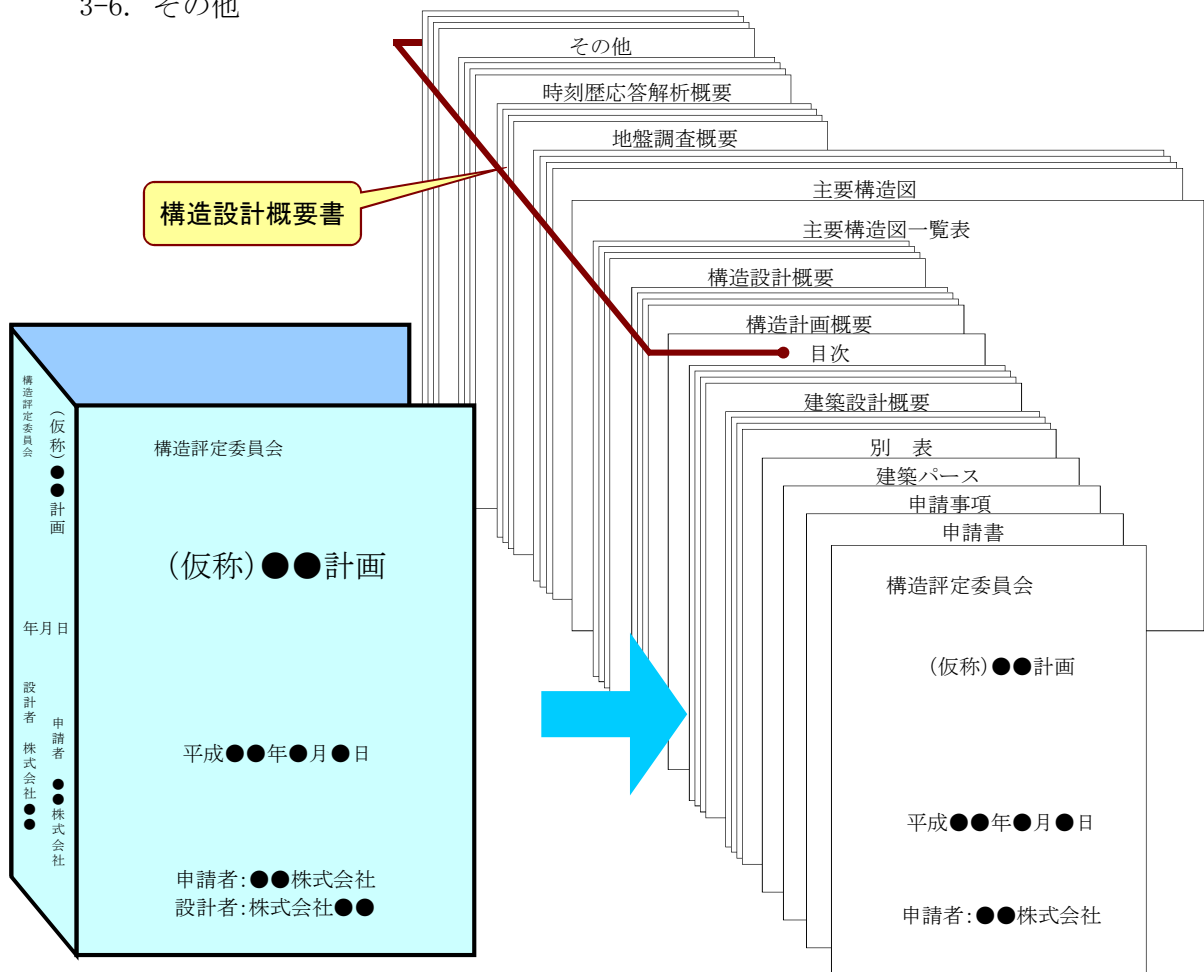 3-6. その他
その他
時刻歴応答解析概要
地盤調査概要
主要構造図
主要構造図一覧表
構造設計概要
構造計画概要
目次
建築設計概要
別　表
建築パース
申請事項
申請書
構造設計概要書
構造評定委員会
(仮称)●●計画
年月日
設計者　株式会社●●
申請者　●●株式会社
構造評定委員会
(仮称)●●計画
平成●●年●月●日
申請者:●●株式会社
設計者:株式会社●●
構造評定委員会
(仮称)●●計画
平成●●年●月●日
申請者:●●株式会社